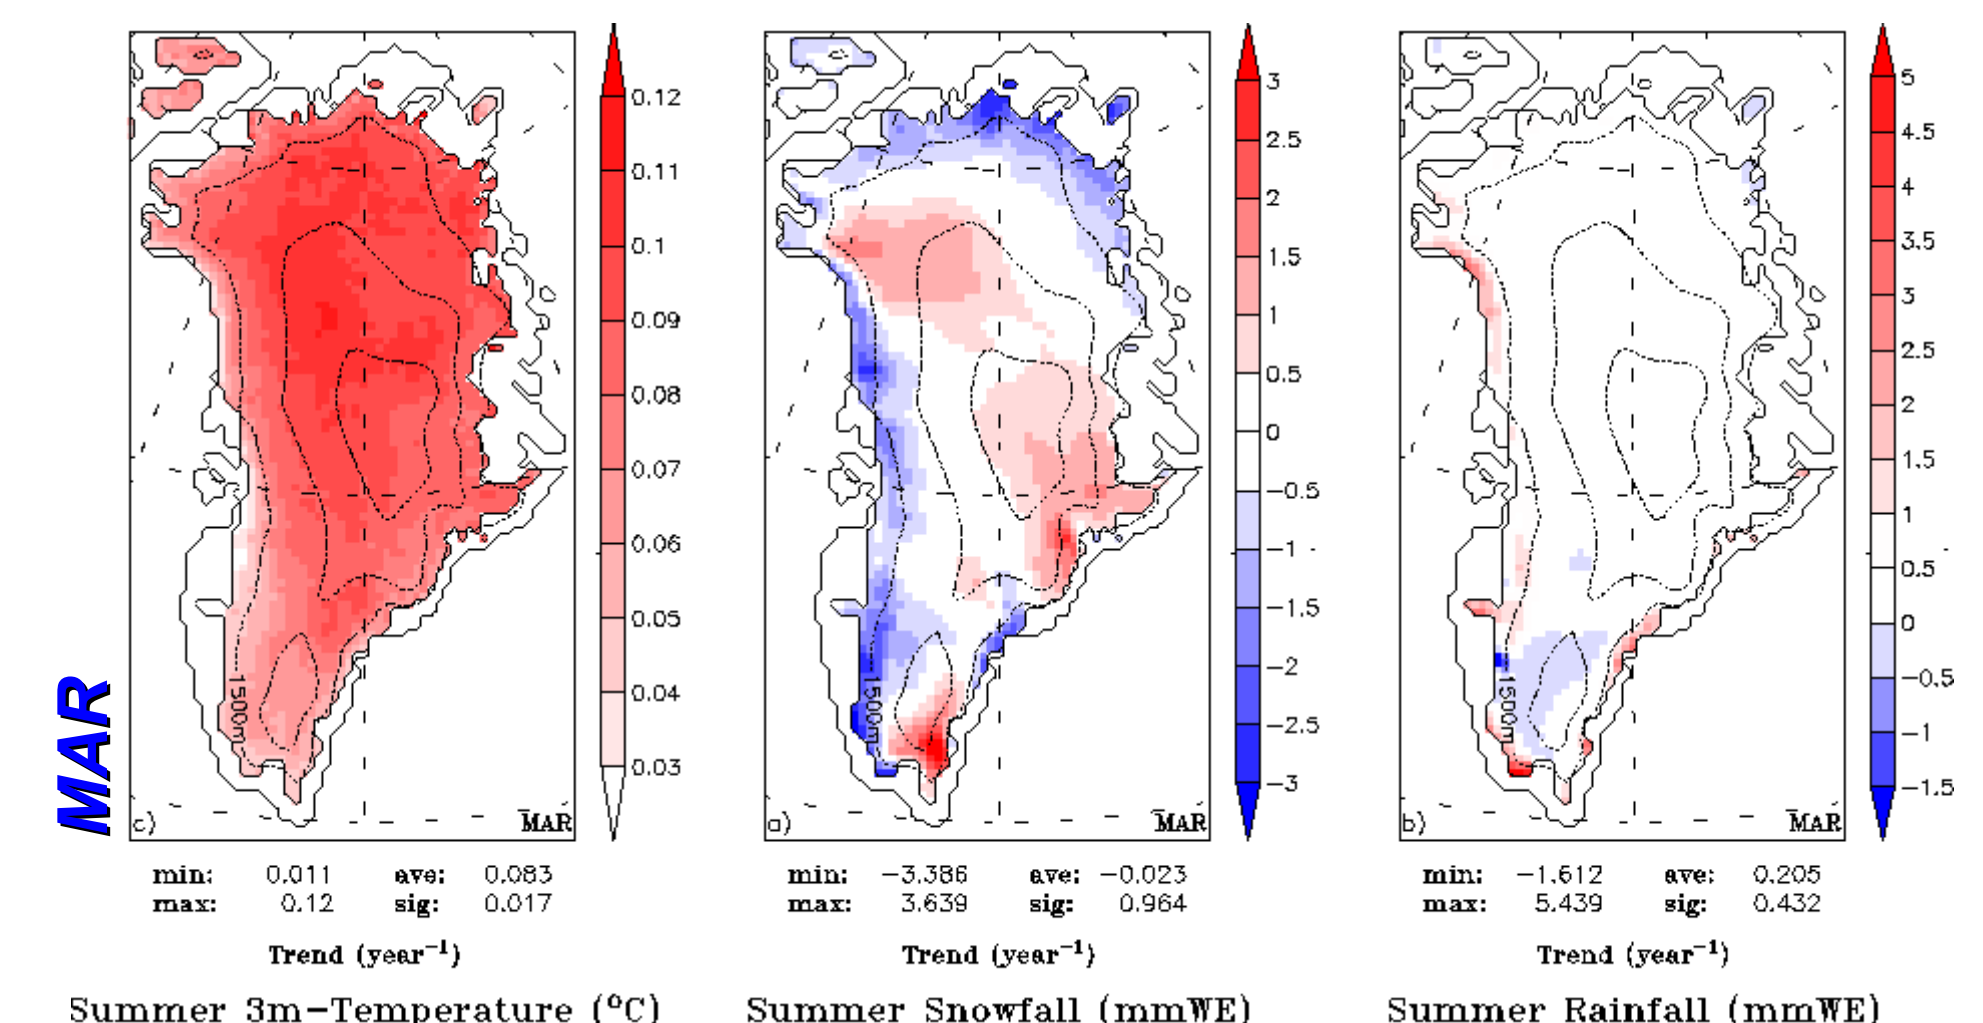 MAR
0.12
0.11
0.1
0.09
0.08
0.07
0.06
0.05
0.04
0.03
1500m
c)
MAR
min: 0.011 ave: 0.083
max: 0.12 sig: 0.017
Trend (year⁻¹)
Summer 3m-Temperature (°C)
3
2.5
2
1.5
1
0.5
0
-0.5
-1
-1.5
-2
-2.5
-3
1500m
a)
MAR
min: -3.386 ave: -0.023
max: 3.639 sig: 0.964
Trend (year⁻¹)
Summer Snowfall (mmWE)
5
4.5
4
3.5
3
2.5
2
1.5
1
0.5
0
-0.5
-1
-1.5
1500m
b)
MAR
min: -1.612 ave: 0.205
max: 5.439 sig: 0.432
Trend (year⁻¹)
Summer Rainfall (mmWE)